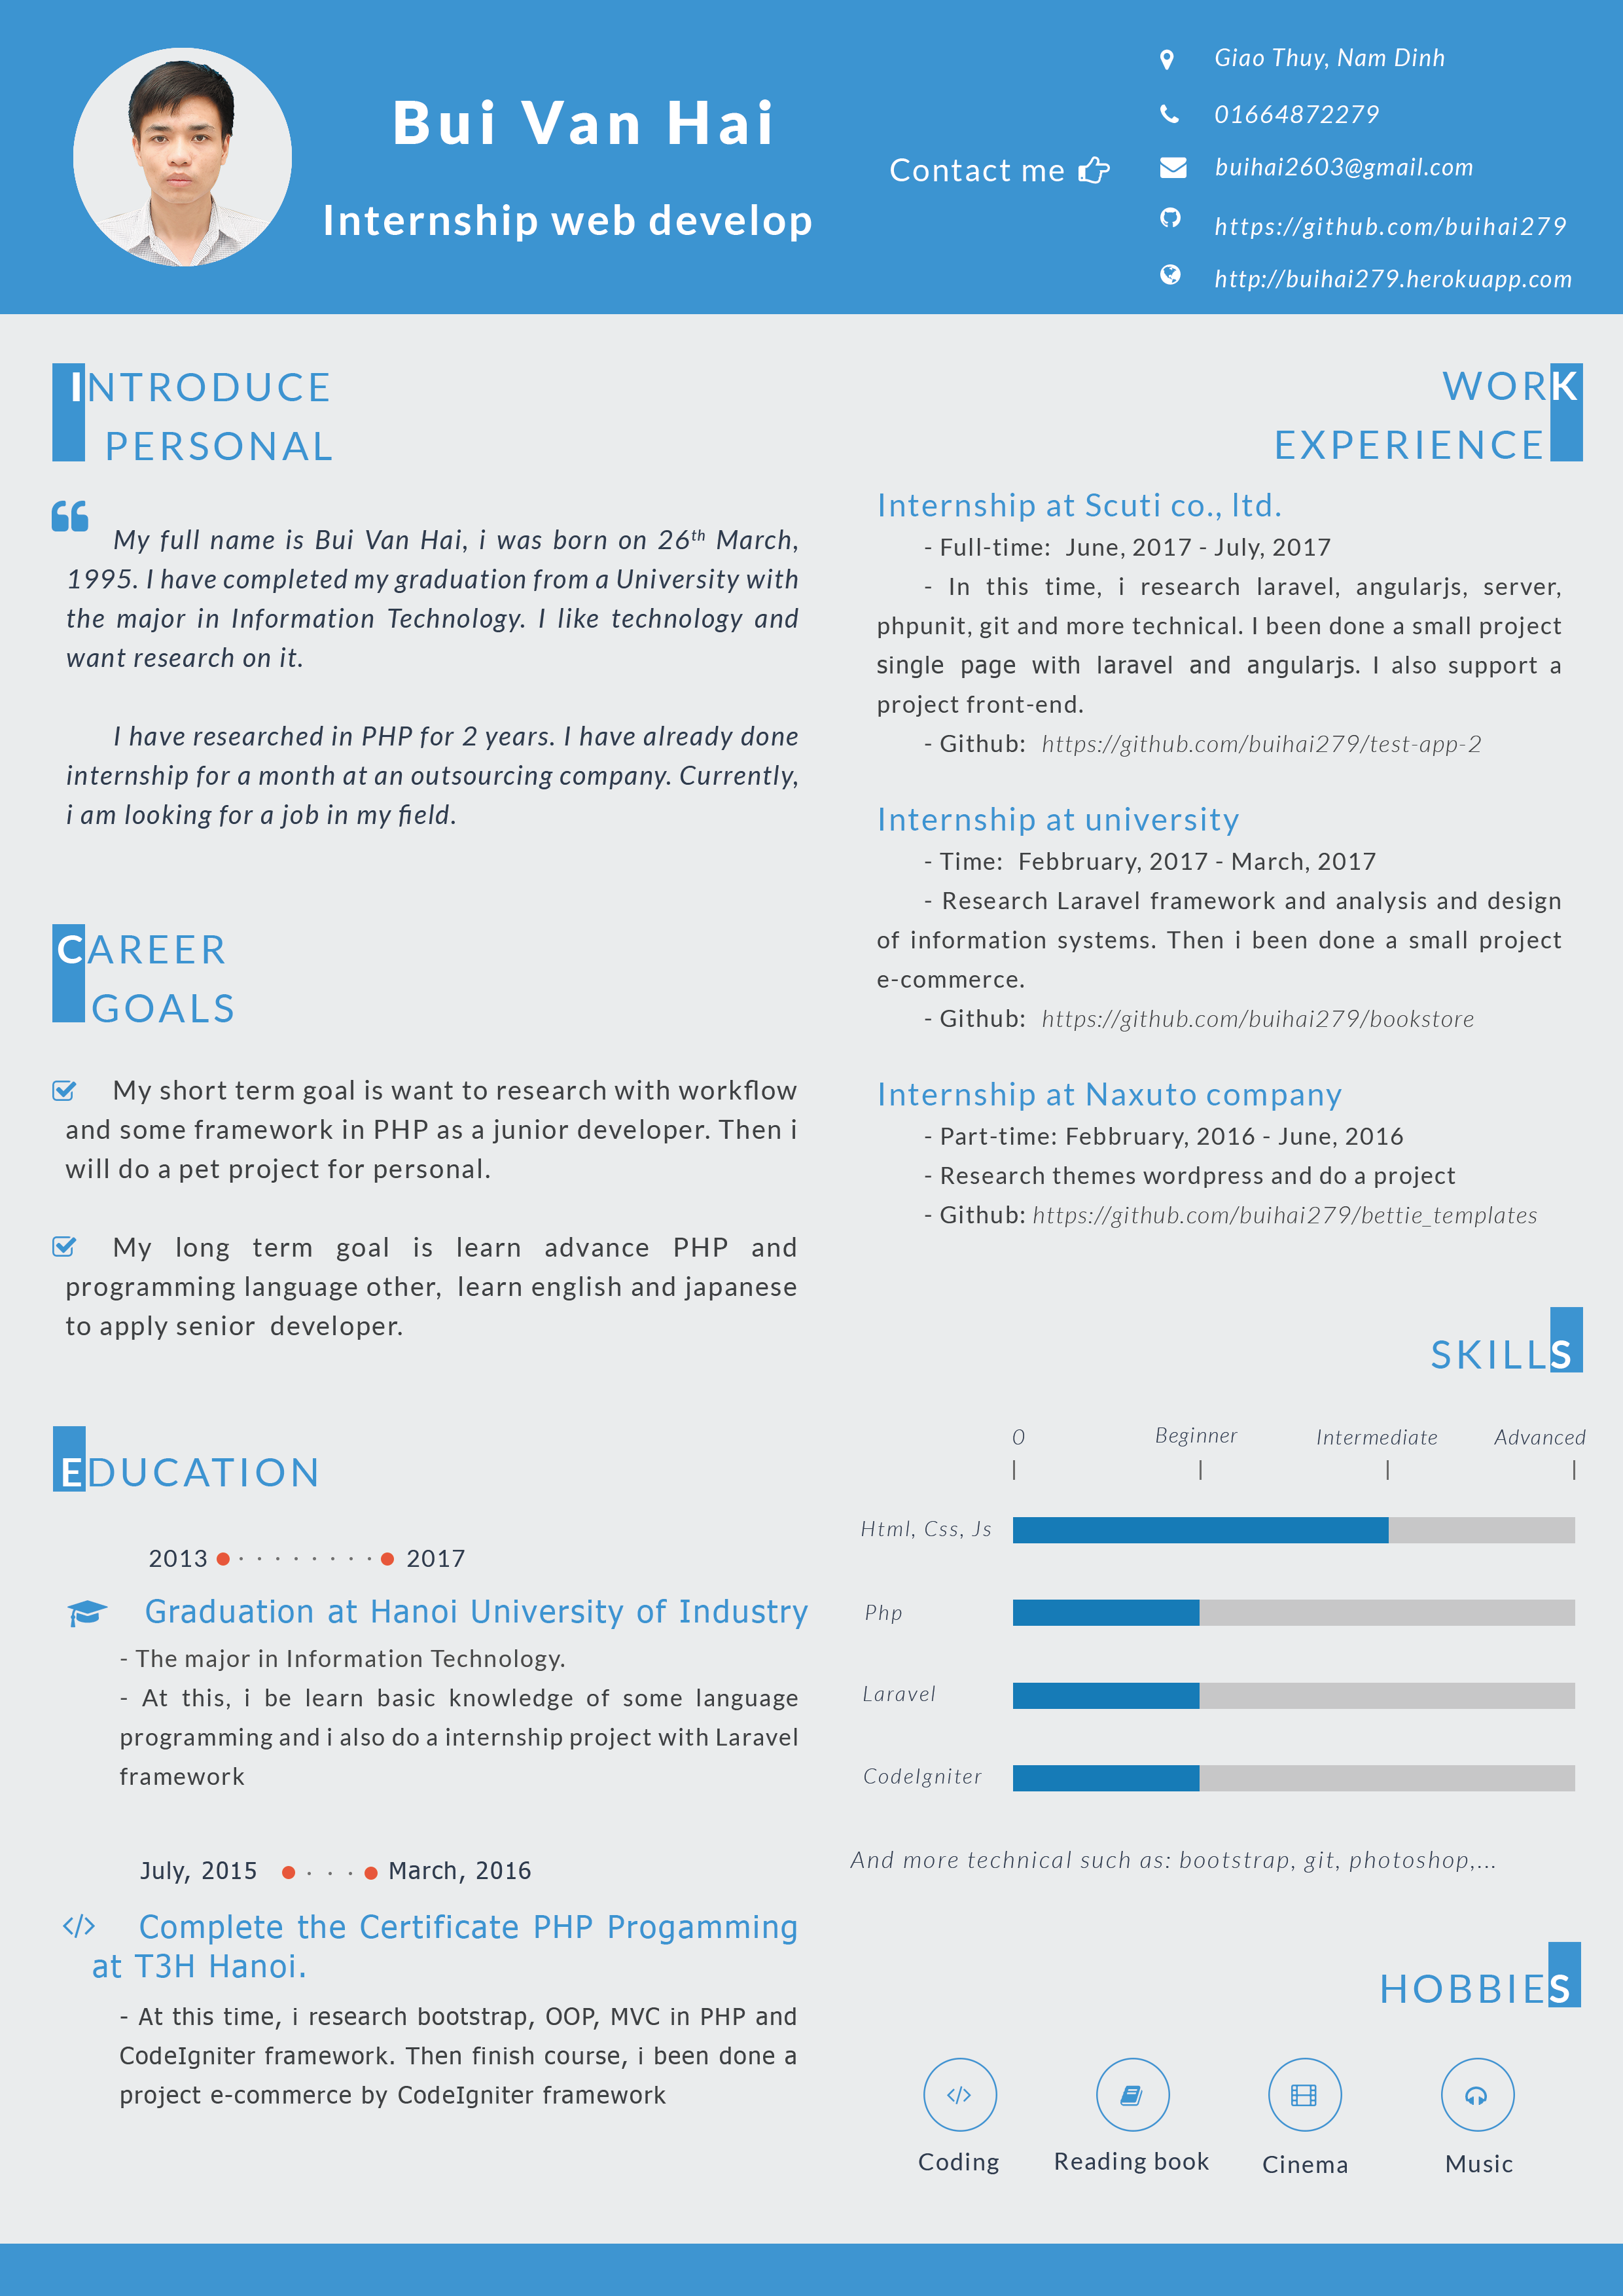 Bui Van Hai
Internship web develop
Contact me
Giao Thuy, Nam Dinh
01664872279
buihai2603@gmail.com
https://github.com/buihai279
http://buihai279.herokuapp.com
INTRODUCE
PERSONAL
My full name is Bui Van Hai, i was born on 26th March,
1995. I have completed my graduation from a University with
the major in Information Technology. I like technology and
want research on it.
I have researched in PHP for 2 years. I have already done
internship for a month at an outsourcing company. Currently,
i am looking for a job in my field.
CAREER
GOALS
My short term goal is want to research with workflow
and some framework in PHP as a junior developer. Then i
will do a pet project for personal.
My long term goal is learn advance PHP and
programming language other, learn english and japanese
to apply senior developer.
EDUCATION
2013 2017
Graduation at Hanoi University of Industry
- The major in Information Technology.
- At this, i be learn basic knowledge of some language
programming and i also do a internship project with Laravel
framework
July, 2015 March, 2016
Complete the Certificate PHP Progamming
at T3H Hanoi.
- At this time, i research bootstrap, OOP, MVC in PHP and
CodeIgniter framework. Then finish course, i been done a
project e-commerce by CodeIgniter framework
WORK
EXPERIENCE
Internship at Scuti co., ltd.
- Full-time: June, 2017 - July, 2017
- In this time, i research laravel, angularjs, server,
phpunit, git and more technical. I been done a small project
single page with laravel and angularjs. I also support a
project front-end.
- Github: https://github.com/buihai279/test-app-2
Internship at university
- Time: Febbruary, 2017 - March, 2017
- Research Laravel framework and analysis and design
of information systems. Then i been done a small project
e-commerce.
- Github: https://github.com/buihai279/bookstore
Internship at Naxuto company
- Part-time: Febbruary, 2016 - June, 2016
- Research themes wordpress and do a project
- Github: https://github.com/buihai279/bettie_templates
SKILLS
0 Beginner Intermediate Advanced
Html, Css, Js
Php
Laravel
CodeIgniter
And more technical such as: bootstrap, git, photoshop,...
HOBBIES
Coding Reading book Cinema Music